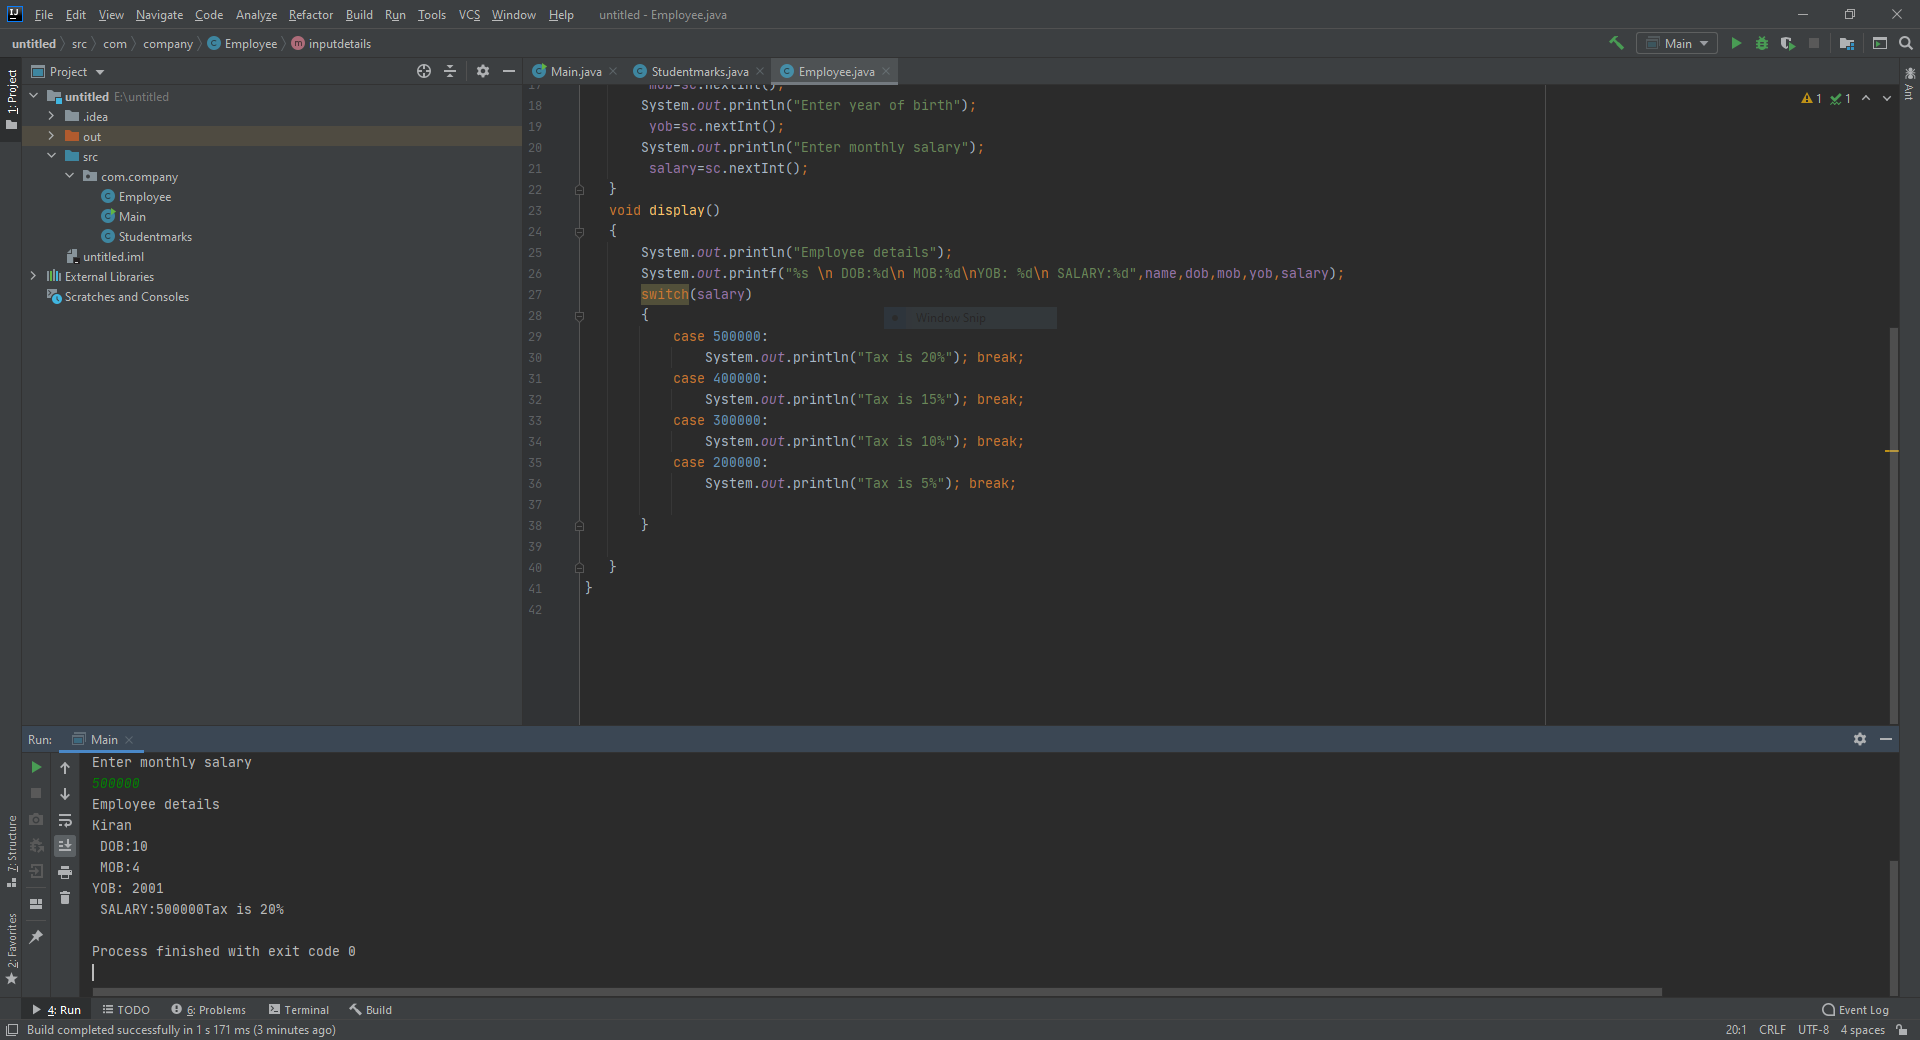 File Edit View Navigate Code Analyze Refactor Build Run Tools VCS Window Help untitled - Employee.java
untitled src com company Employee inputdetails
Main
Project
Main.java Studentmarks.java Employee.java
1: Project
Ant
untitled E:\untitled
.idea
out
src
com.company
Employee
Main
Studentmarks
untitled.iml
External Libraries
Scratches and Consoles
1 1
17 mob=sc.nextInt();
18 System.out.println("Enter year of birth");
19 yob=sc.nextInt();
20 System.out.println("Enter monthly salary");
21 salary=sc.nextInt();
22 }
23 void display()
24 {
25 System.out.println("Employee details");
26 System.out.printf("%s \n DOB:%d\n MOB:%d\nYOB: %d\n SALARY:%d",name,dob,mob,yob,salary);
27 switch(salary)
28 {
Window Snip
29 case 500000:
30 System.out.println("Tax is 20%"); break;
31 case 400000:
32 System.out.println("Tax is 15%"); break;
33 case 300000:
34 System.out.println("Tax is 10%"); break;
35 case 200000:
36 System.out.println("Tax is 5%"); break;
37
38 }
39
40 }
41 }
42
Run: Main
Enter monthly salary
500000
Employee details
Kiran
DOB:10
MOB:4
YOB: 2001
SALARY:500000Tax is 20%
Process finished with exit code 0
7: Structure
2: Favorites
4: Run TODO 6: Problems Terminal Build Event Log
Build completed successfully in 1 s 171 ms (3 minutes ago) 20:1 CRLF UTF-8 4 spaces